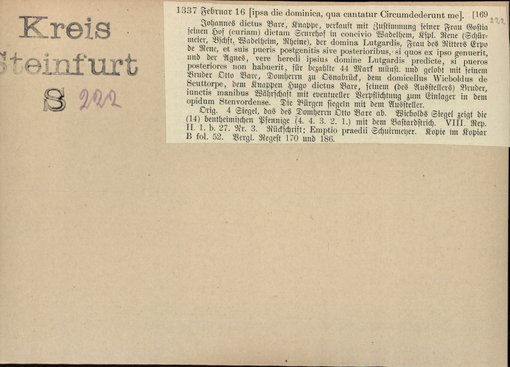 Kreis
Steinfurt
S 222
1337 Februar 16 [ipsa die dominica, qua cantatur Circumdederunt me]. [169
222
Johannes dictus Bare, Knappe, verkauft mit Zustimmung seiner Frau Gostia
seinen Hof (curiam) dictam Scurehof in concivio Wadelhem, Kspl. Rene (Schür-
meier, Bschft. Wadelheim, Rheine), der domina Lutgardis, Frau des Ritters Erpo
de Rene, et suis pueris postgenitis sive posterioribus, si quos ex ipso genuerit,
und der Agnes, vere heredi ipsius domine Lutgardis predicte, si pueros
posteriores non habuerit, für bezahlte 44 Mark münst. und gelobt mit seinem
Bruder Otto Bare, Domherrn zu Osnabrück, dem domicellus Wicboldus de
Scuttorpe, dem Knappen Hugo dictus Bare, seinem (des Ausstellers) Bruder,
iunctis manibus Währschaft mit eventueller Verpflichtung zum Einlager in dem
opidum Stenvordense. Die Bürgen siegeln mit dem Aussteller.
Orig. 4 Siegel, das des Domherrn Otto Bare ab. Wicbolds Siegel zeigt die
(14) bentheimischen Pfennige (4. 4. 3. 2. 1.) mit dem Bastardstrich. VIII. Rep.
II. 1. b. 27. Nr. 3. Rückschrift: Emptio praedii Schuirmeyer. Kopie im Kopiar
B fol. 52. Vergl. Regest 170 und 186.